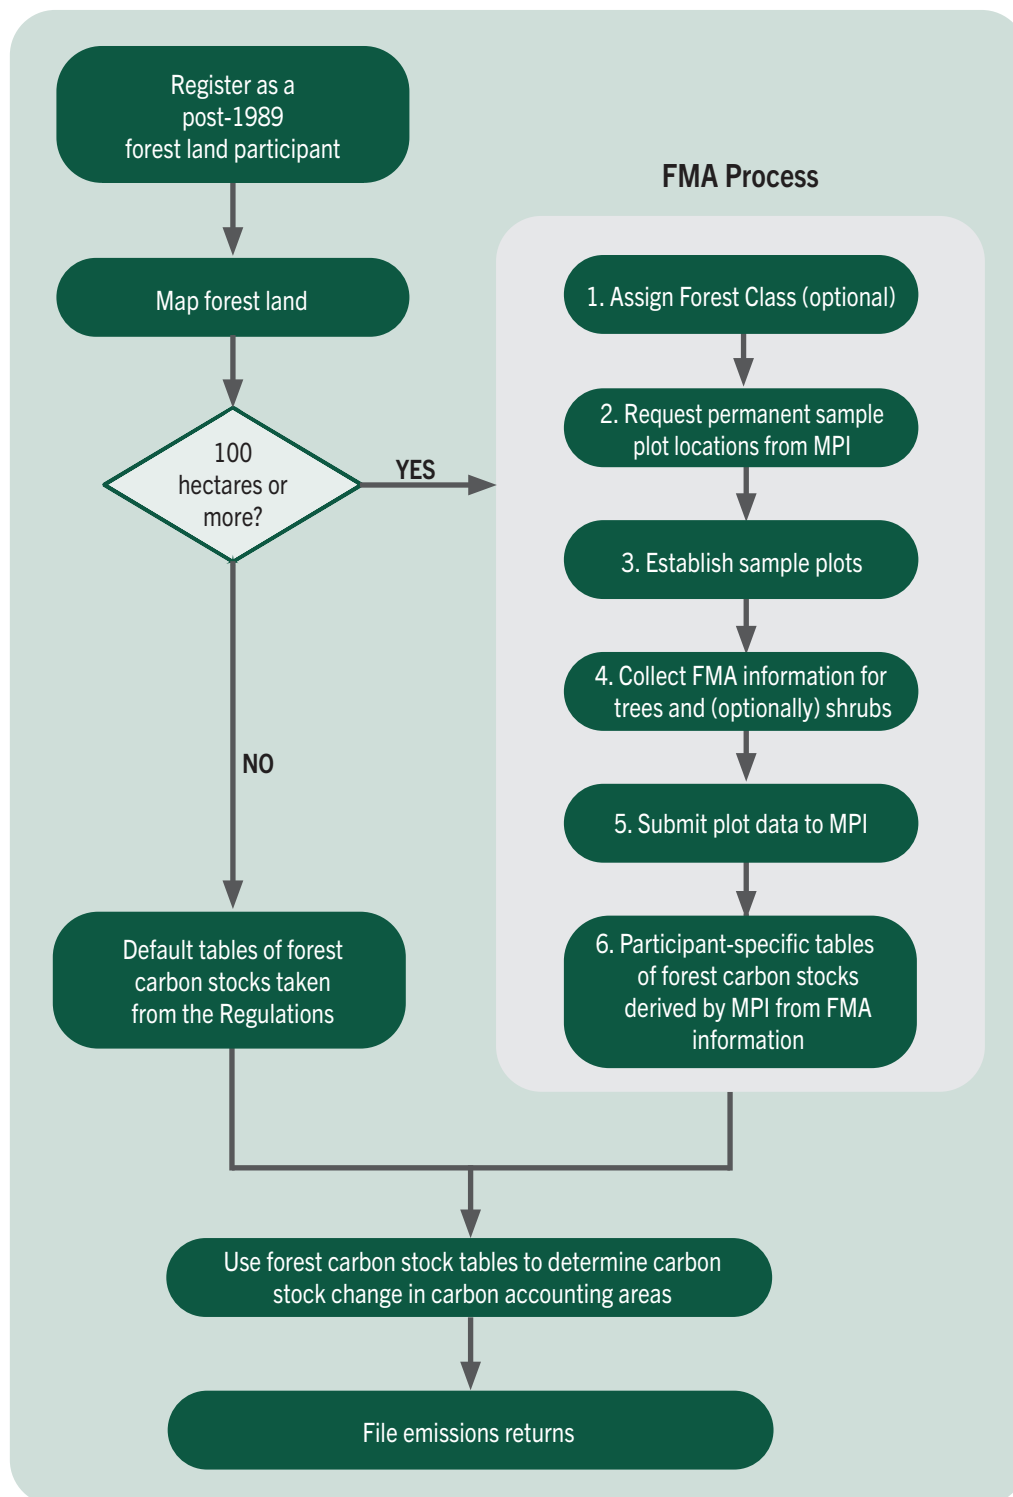 Register as a
post-1989
forest land participant
Map forest land
100
hectares or
more?
YES
NO
Default tables of forest
carbon stocks taken
from the Regulations
FMA Process
1. Assign Forest Class (optional)
2. Request permanent sample
plot locations from MPI
3. Establish sample plots
4. Collect FMA information for
trees and (optionally) shrubs
5. Submit plot data to MPI
6. Participant-specific tables
of forest carbon stocks
derived by MPI from FMA
information
Use forest carbon stock tables to determine carbon
stock change in carbon accounting areas
File emissions returns